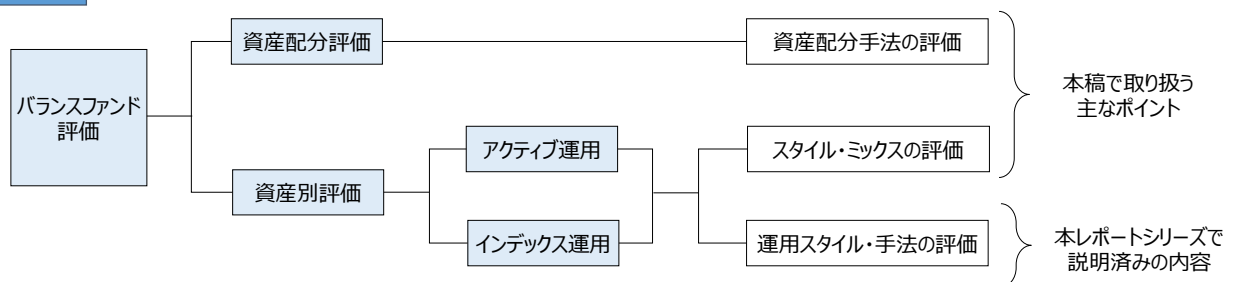 資産配分評価
資産配分手法の評価
バランスファンド
評価
本稿で取り扱う
主なポイント
アクティブ運用
スタイル・ミックスの評価
資産別評価
インデックス運用
運用スタイル・手法の評価
本レポートシリーズで
説明済みの内容